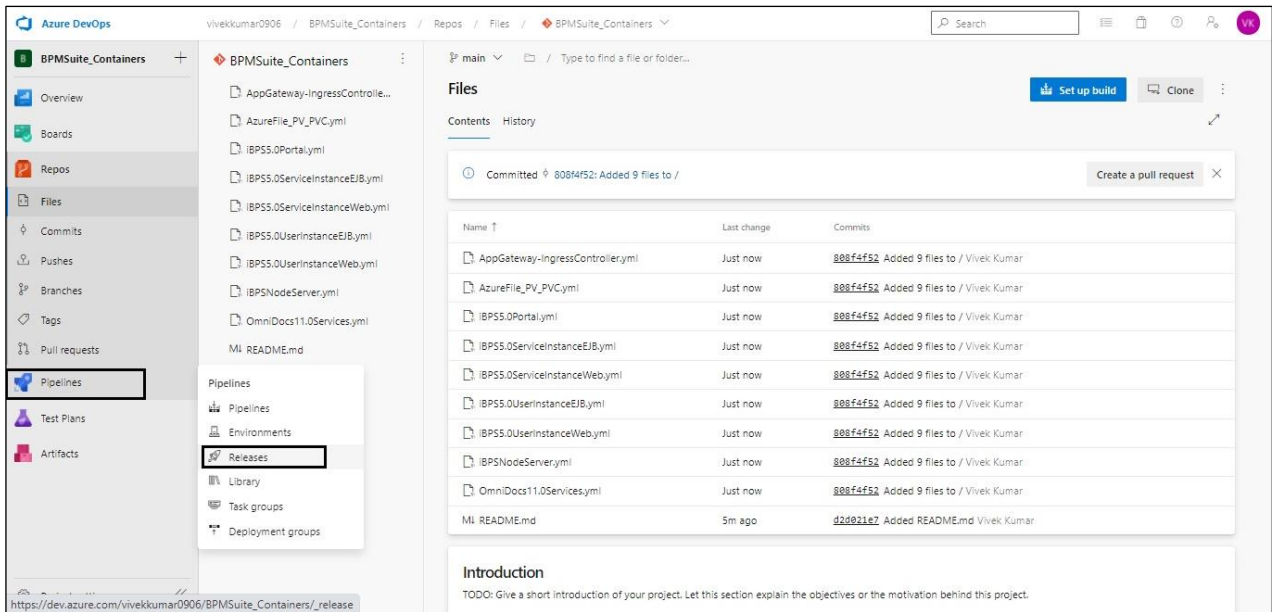 Azure DevOps
vivekkumar0906 / BPMSuite_Containers / Repos / Files / BPMSuite_Containers
Search
VK
B BPMSuite_Containers +
Overview
Boards
Repos
Files
Commits
Pushes
Branches
Tags
Pull requests
Pipelines
Test Plans
Artifacts
BPMSuite_Containers
AppGateway-IngressControlle...
AzureFile_PV_PVC.yml
iBPS5.0Portal.yml
iBPS5.0ServiceInstanceEJB.yml
iBPS5.0ServiceInstanceWeb.yml
iBPS5.0UserInstanceEJB.yml
iBPS5.0UserInstanceWeb.yml
iBPSNodeServer.yml
OmniDocs11.0Services.yml
M↓ README.md
Pipelines
Pipelines
Environments
Releases
Library
Task groups
Deployment groups
main / Type to find a file or folder...
Files
Set up build
Clone
Contents History
Committed 808f4f52: Added 9 files to /
Create a pull request
Name ↑ Last change Commits
AppGateway-IngressController.yml Just now 808f4f52 Added 9 files to / Vivek Kumar
AzureFile_PV_PVC.yml Just now 808f4f52 Added 9 files to / Vivek Kumar
iBPS5.0Portal.yml Just now 808f4f52 Added 9 files to / Vivek Kumar
iBPS5.0ServiceInstanceEJB.yml Just now 808f4f52 Added 9 files to / Vivek Kumar
iBPS5.0ServiceInstanceWeb.yml Just now 808f4f52 Added 9 files to / Vivek Kumar
iBPS5.0UserInstanceEJB.yml Just now 808f4f52 Added 9 files to / Vivek Kumar
iBPS5.0UserInstanceWeb.yml Just now 808f4f52 Added 9 files to / Vivek Kumar
iBPSNodeServer.yml Just now 808f4f52 Added 9 files to / Vivek Kumar
OmniDocs11.0Services.yml Just now 808f4f52 Added 9 files to / Vivek Kumar
M↓ README.md 5m ago d2d021e7 Added README.md Vivek Kumar
Introduction
TODO: Give a short introduction of your project. Let this section explain the objectives or the motivation behind this project.
https://dev.azure.com/vivekkumar0906/BPMSuite_Containers/_release